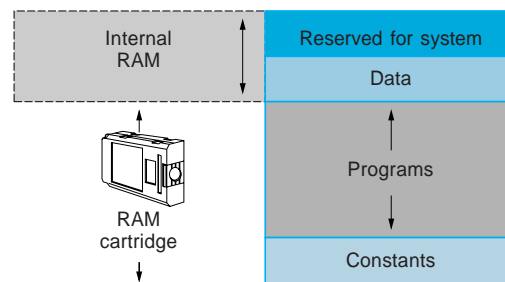 Internal
RAM
Reserved for system
Data
Programs
RAM
cartridge
Constants